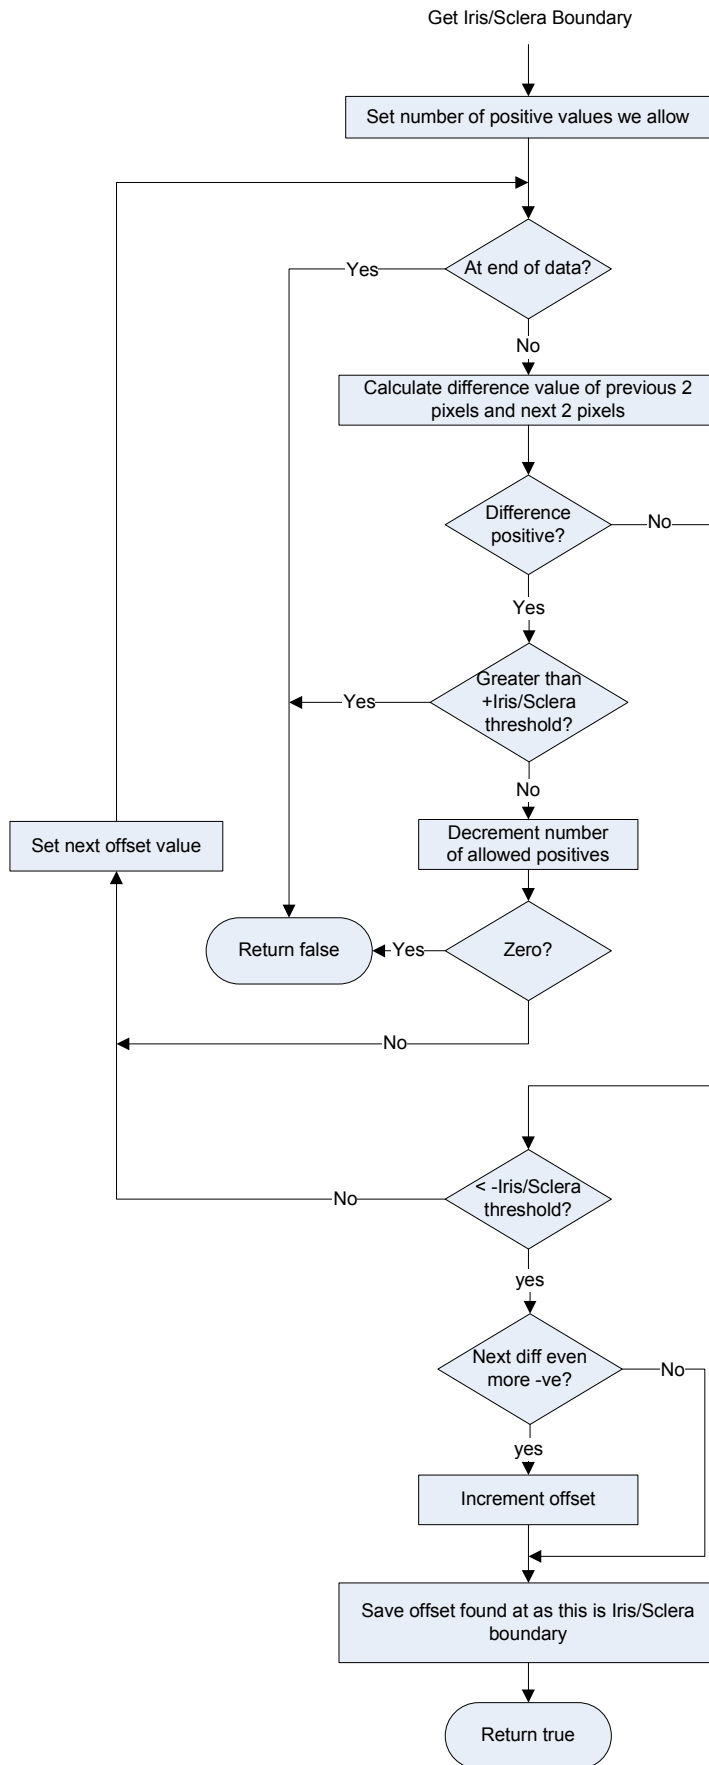 Get Iris/Sclera Boundary
Set number of positive values we allow
At end of data?
Yes
No
Calculate difference value of previous 2
pixels and next 2 pixels
Difference
positive?
No
Yes
Greater than
+Iris/Sclera
threshold?
Yes
No
Set next offset value
Decrement number
of allowed positives
Return false
Yes
Zero?
No
< -Iris/Sclera
threshold?
No
yes
Next diff even
more -ve?
No
yes
Increment offset
Save offset found at as this is Iris/Sclera
boundary
Return true